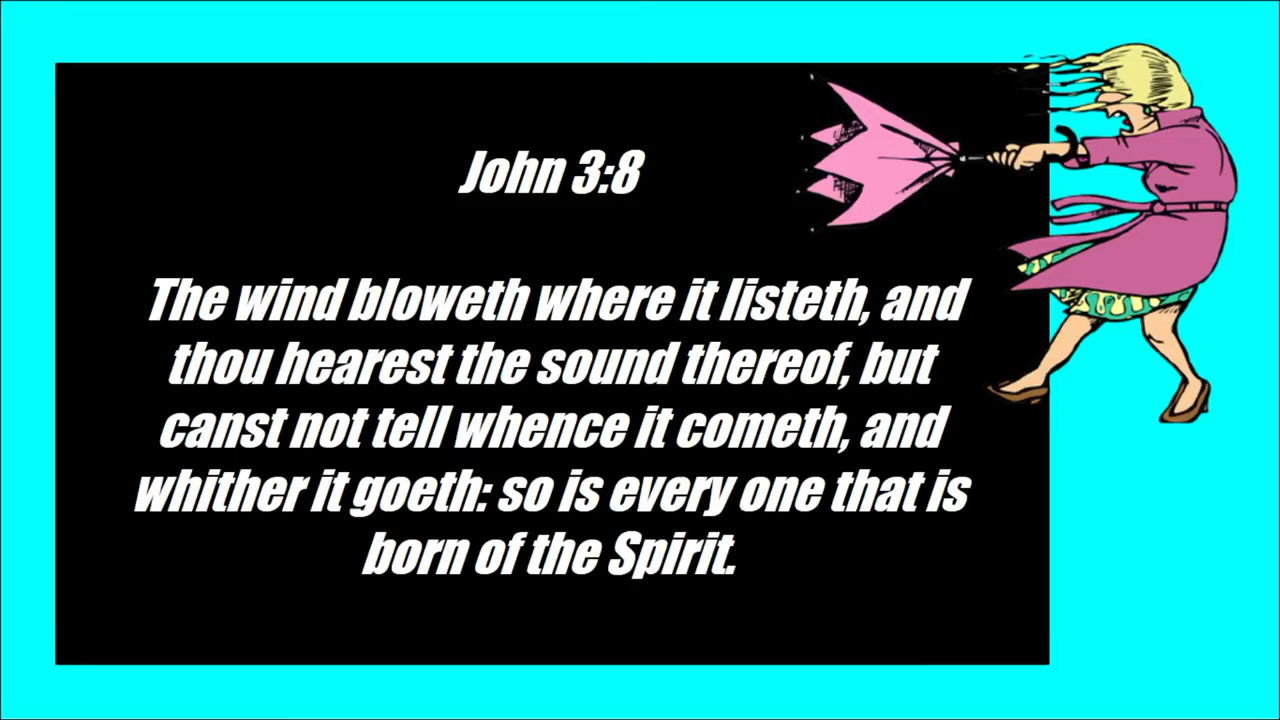 John 3:8
The wind bloweth where it listeth, and
thou hearest the sound thereof, but
canst not tell whence it cometh, and
whither it goeth: so is every one that is
born of the Spirit.